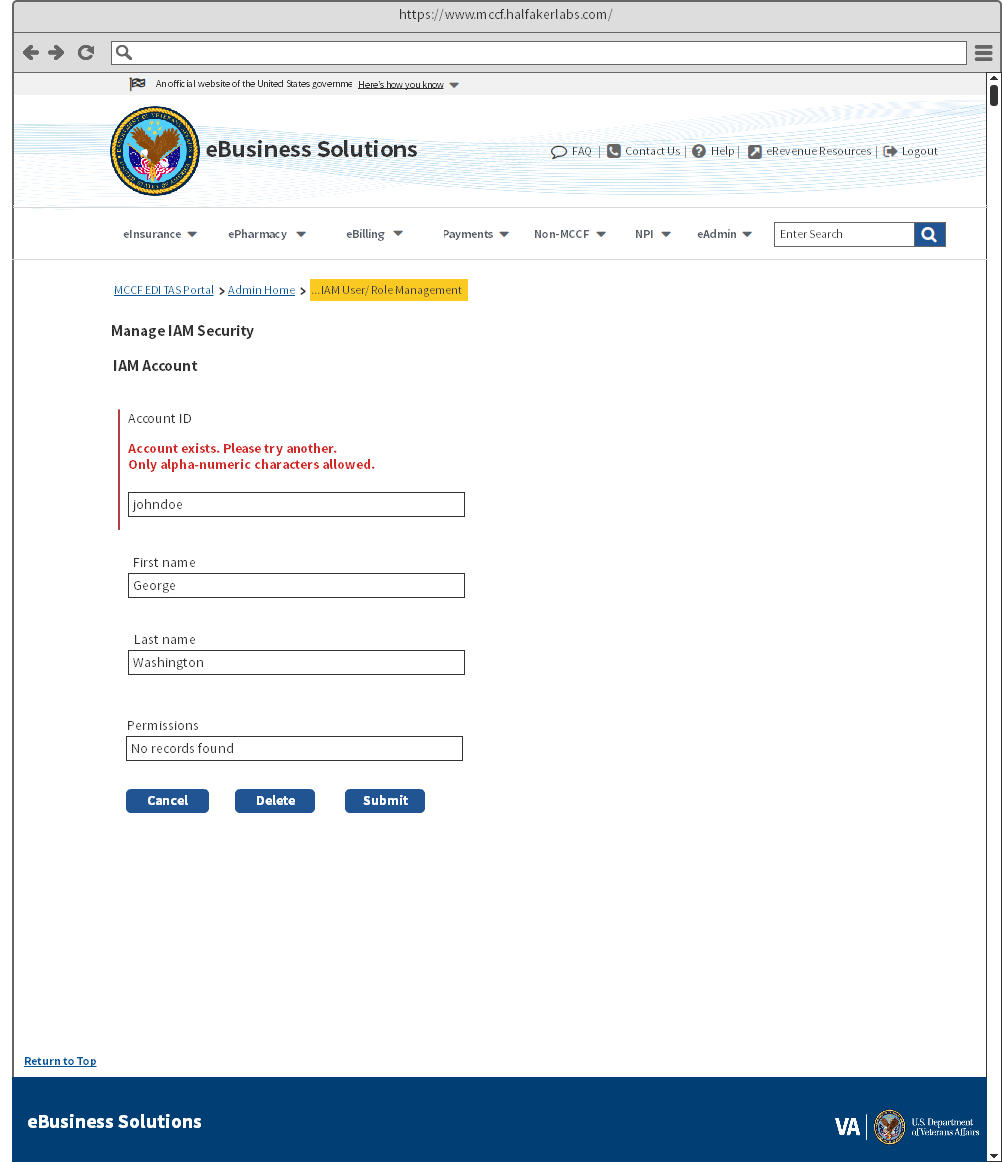 https://www.mccf.halfakerlabs.com/
An official website of the United States governme Here's how you know
eBusiness Solutions
FAQ | Contact Us | Help | eRevenue Resources | Logout
eInsurance ePharmacy eBilling Payments Non-MCCF NPI eAdmin Enter Search
MCCF EDI TAS Portal > Admin Home > ...IAM User/ Role Management
Manage IAM Security
IAM Account
Account ID
Account exists. Please try another.
Only alpha-numeric characters allowed.
johndoe
First name
George
Last name
Washington
Permissions
No records found
Cancel Delete Submit
Return to Top
eBusiness Solutions
VA | U.S. Department
of Veterans Affairs